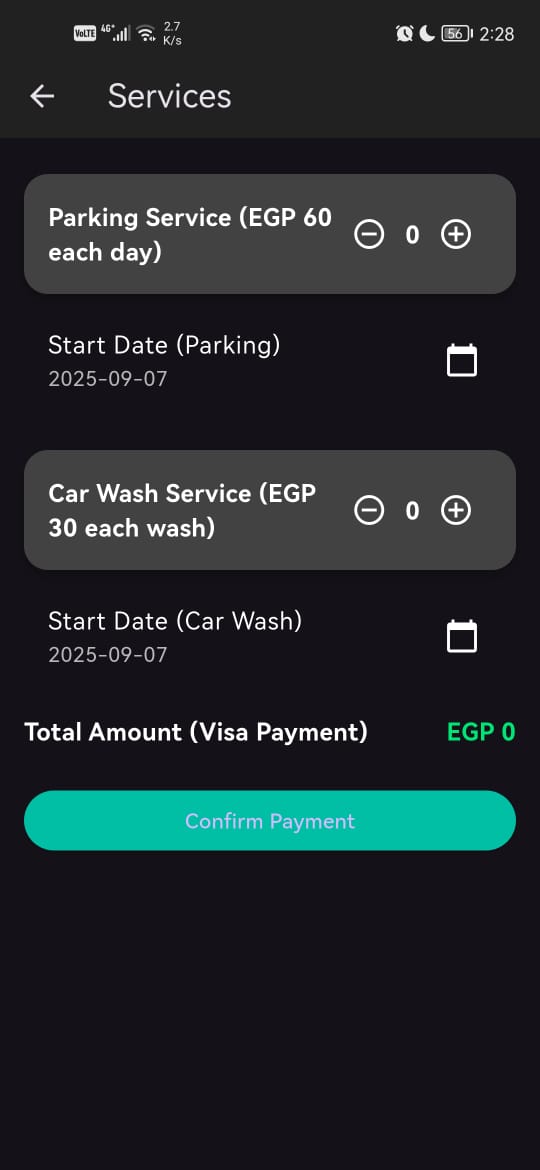 VoLTE 4G+ 2.7 K/s 56 2:28
Services
Parking Service (EGP 60
each day)
0
Start Date (Parking)
2025-09-07
Car Wash Service (EGP
30 each wash)
0
Start Date (Car Wash)
2025-09-07
Total Amount (Visa Payment) EGP 0
Confirm Payment